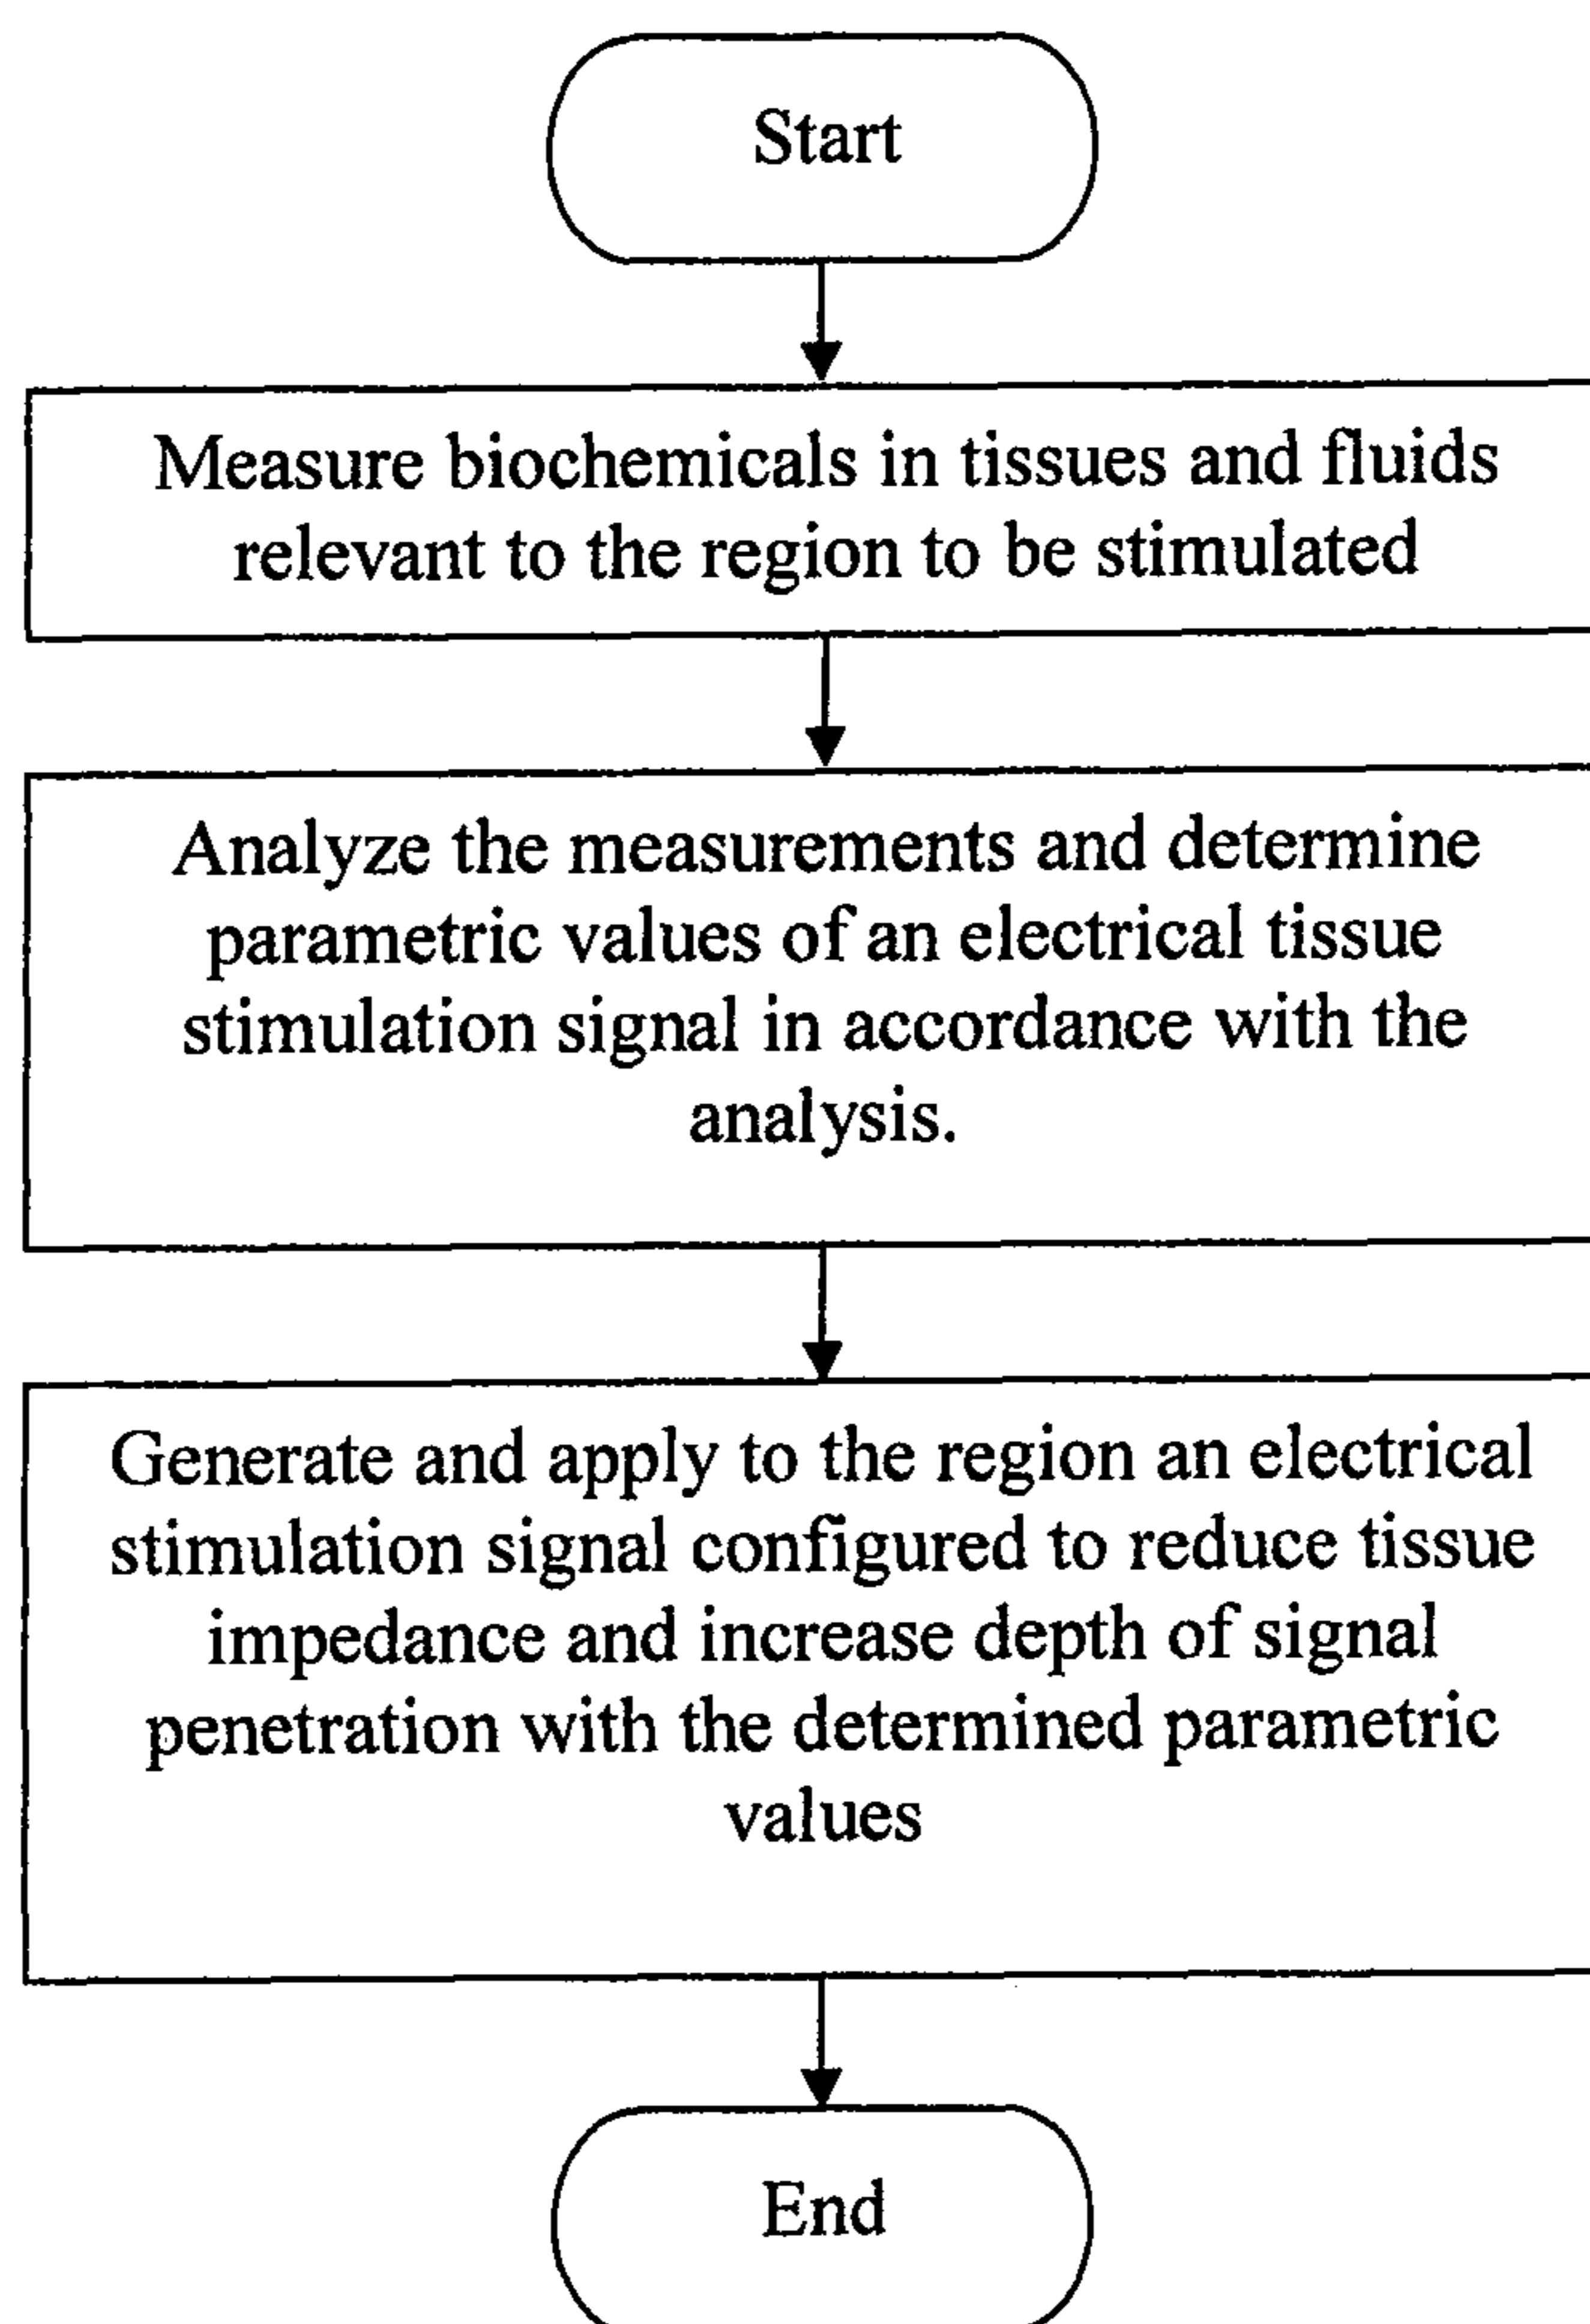 Start
Measure biochemicals in tissues and fluids
relevant to the region to be stimulated
Analyze the measurements and determine
parametric values of an electrical tissue
stimulation signal in accordance with the
analysis.
Generate and apply to the region an electrical
stimulation signal configured to reduce tissue
impedance and increase depth of signal
penetration with the determined parametric
values
End